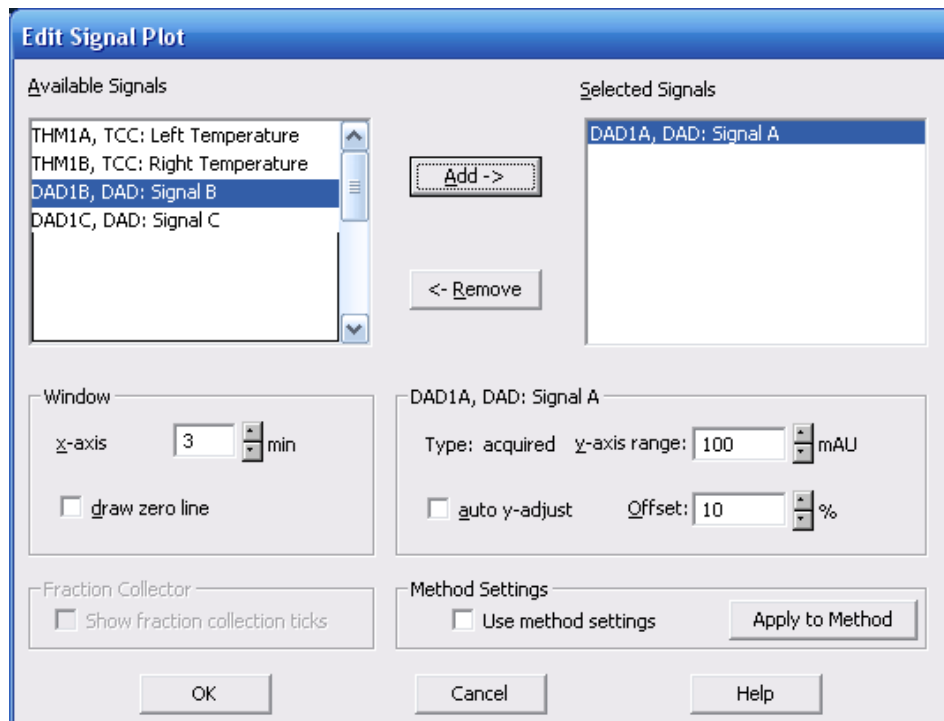 Edit Signal Plot
Available Signals
Selected Signals
THM1A, TCC: Left Temperature
THM1B, TCC: Right Temperature
DAD1B, DAD: Signal B
DAD1C, DAD: Signal C
Add ->
<- Remove
DAD1A, DAD: Signal A
Window
x-axis 3 min
draw zero line
DAD1A, DAD: Signal A
Type: acquired y-axis range: 100 mAU
auto y-adjust Offset: 10 %
Fraction Collector
Show fraction collection ticks
Method Settings
Use method settings Apply to Method
OK Cancel Help